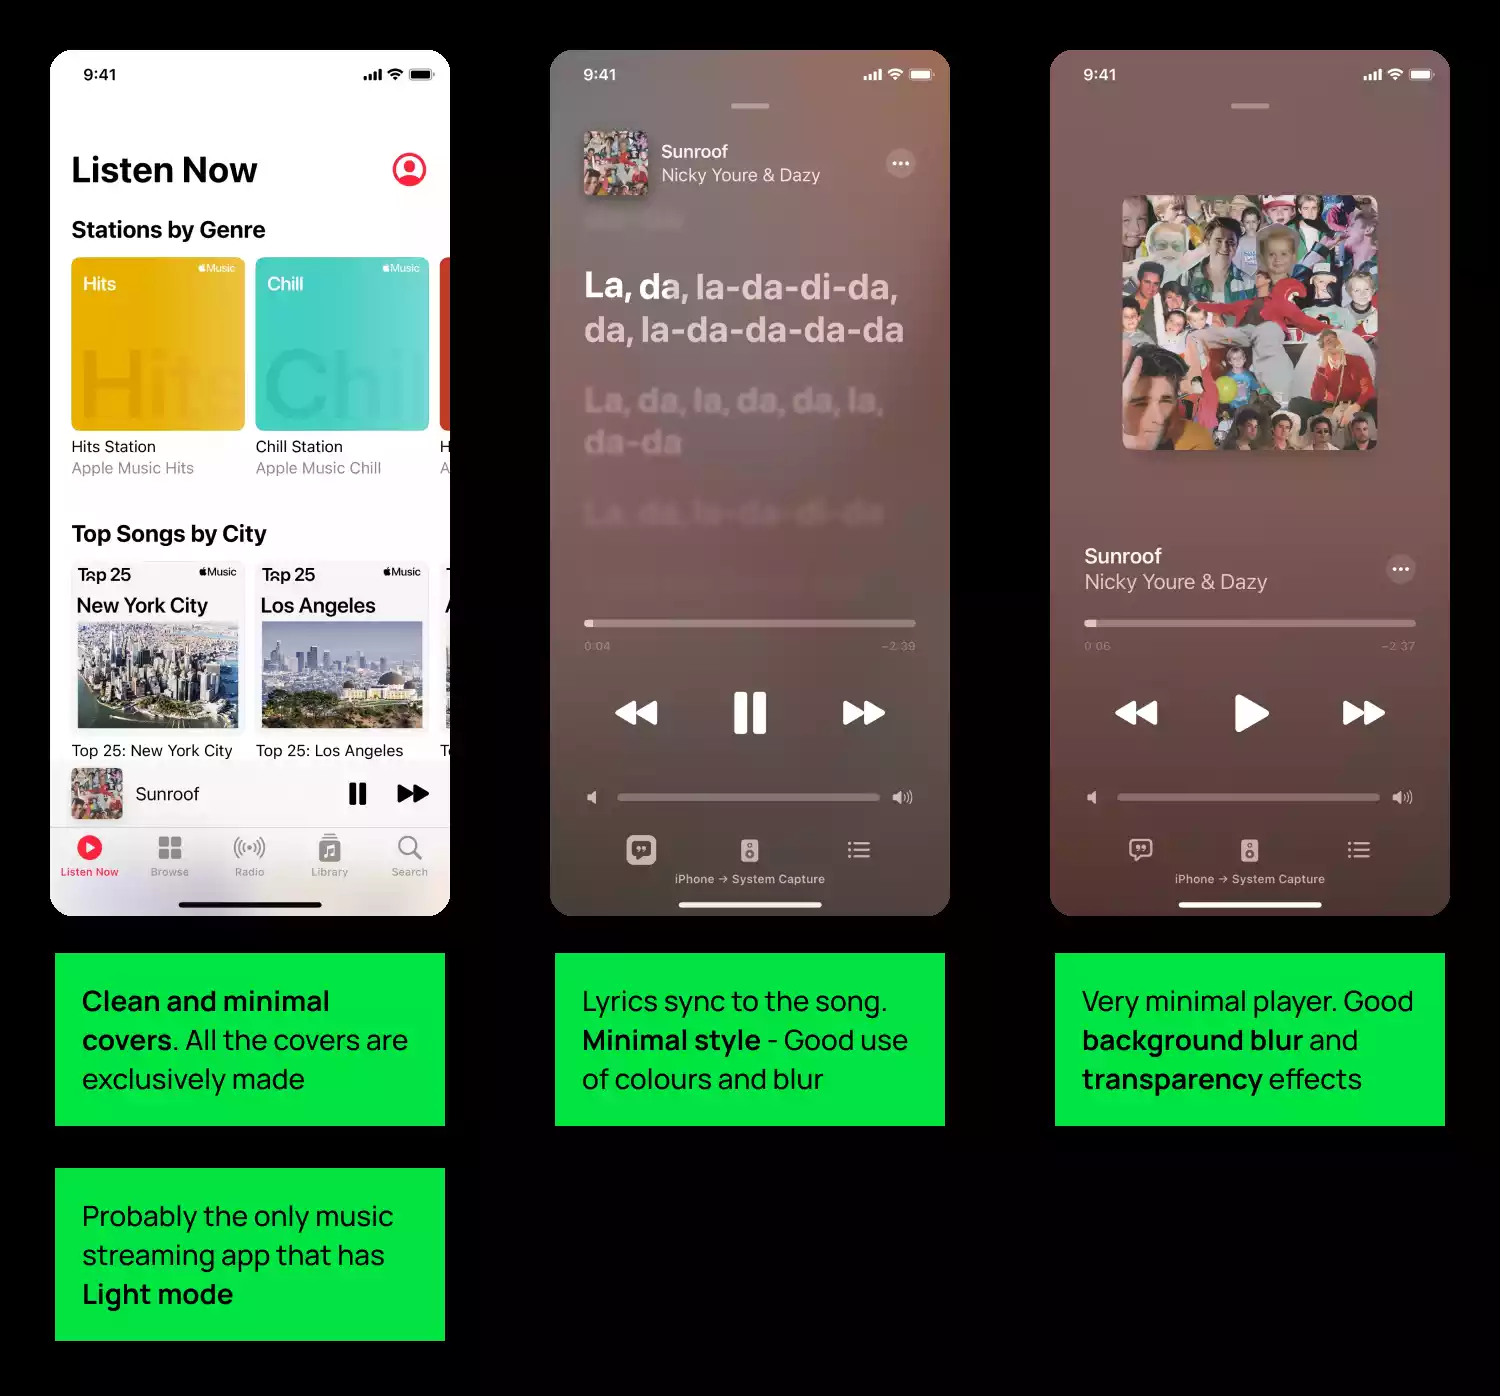 9:41
Listen Now
Stations by Genre
Music
Hits
Hits
Hits Station
Apple Music Hits
Music
Chill
Chil
Chill Station
Apple Music Chill
H
A
Top Songs by City
Top 25
Music
New York City
Top 25: New York City
Top 25
Music
Los Angeles
Top 25: Los Angeles
Sunroof
Listen Now
Browse
Radio
Library
Search
Clean and minimal
covers. All the covers are
exclusively made
Probably the only music
streaming app that has
Light mode
9:41
Sunroof
Nicky Youre & Dazy
La, da, la-da-di-da,
da, la-da-da-da-da
La, da, la, da, da, la,
da-da
La, da, la-da-di-da
0:04
-2:39
iPhone → System Capture
Lyrics sync to the song.
Minimal style - Good use
of colours and blur
9:41
Sunroof
Nicky Youre & Dazy
0:06
-2:37
iPhone → System Capture
Very minimal player. Good
background blur and
transparency effects